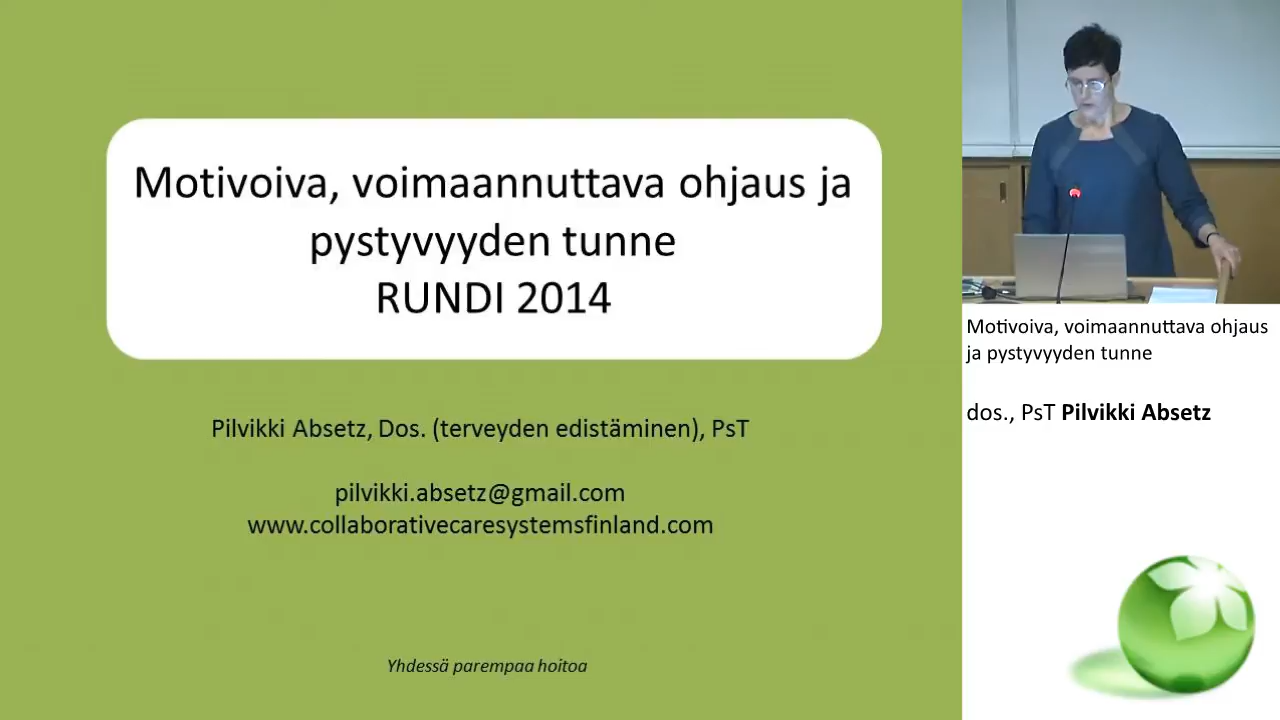 Motivoiva, voimaannuttava ohjaus ja
pystyvyyden tunne
RUNDI 2014
Pilvikki Absetz, Dos. (terveyden edistäminen), PsT
pilvikki.absetz@gmail.com
www.collaborativecaresystemsfinland.com
Yhdessä parempaa hoitoa
Motivoiva, voimaannuttava ohjaus
ja pystyvyyden tunne
dos., PsT Pilvikki Absetz